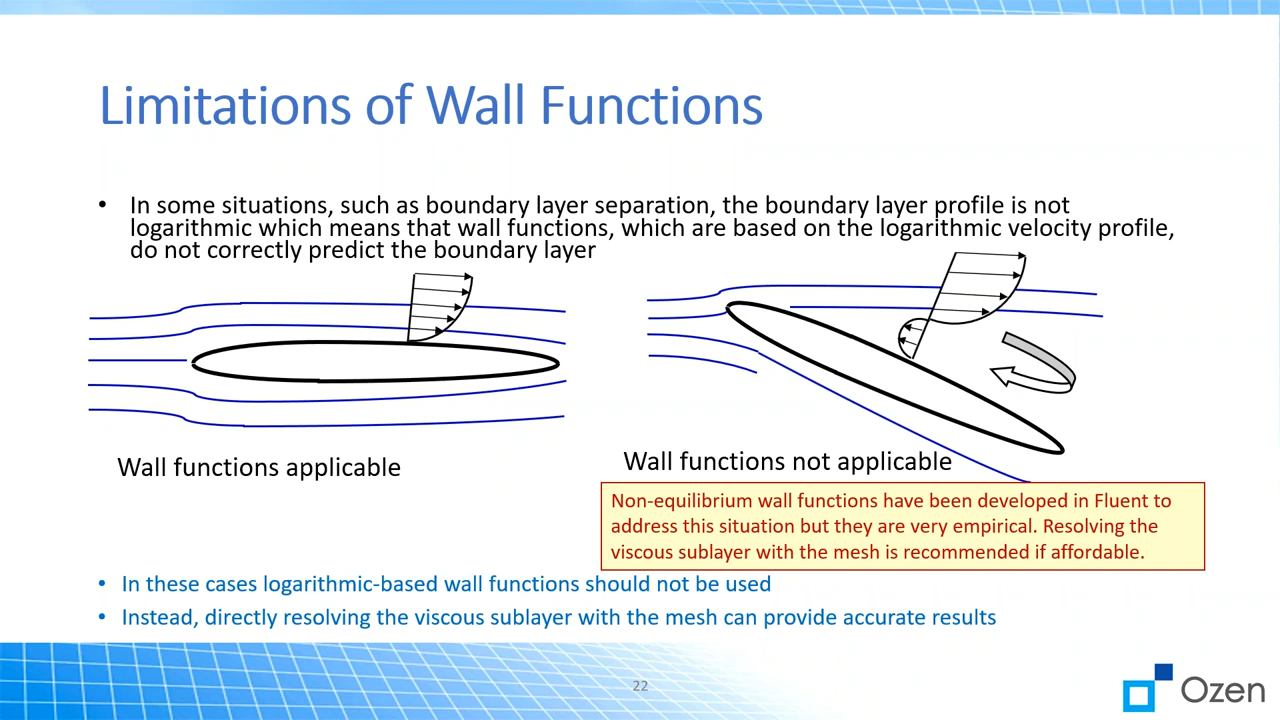 Limitations of Wall Functions
• In some situations, such as boundary layer separation, the boundary layer profile is not
logarithmic which means that wall functions, which are based on the logarithmic velocity profile,
do not correctly predict the boundary layer
Wall functions applicable
Wall functions not applicable
Non-equilibrium wall functions have been developed in Fluent to
address this situation but they are very empirical. Resolving the
viscous sublayer with the mesh is recommended if affordable.
• In these cases logarithmic-based wall functions should not be used
• Instead, directly resolving the viscous sublayer with the mesh can provide accurate results
22
Ozen